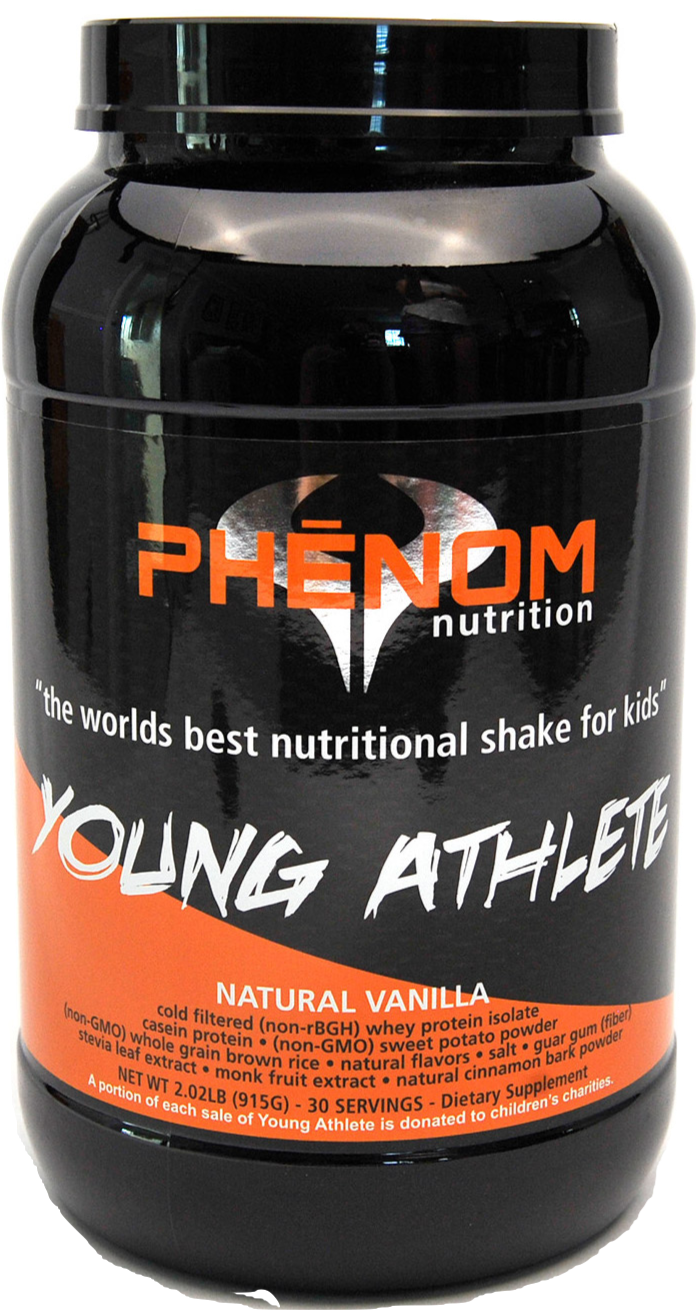 PHĒNOM
nutrition
"the worlds best nutritional shake for kids"
YOUNG ATHLETE
NATURAL VANILLA
cold filtered (non-rBGH) whey protein isolate
casein protein • (non-GMO) sweet potato powder
(non-GMO) whole grain brown rice • natural flavors • salt • guar gum (fiber)
stevia leaf extract • monk fruit extract • natural cinnamon bark powder
NET WT 2.02LB (915G) - 30 SERVINGS - Dietary Supplement
A portion of each sale of Young Athlete is donated to children's charities.